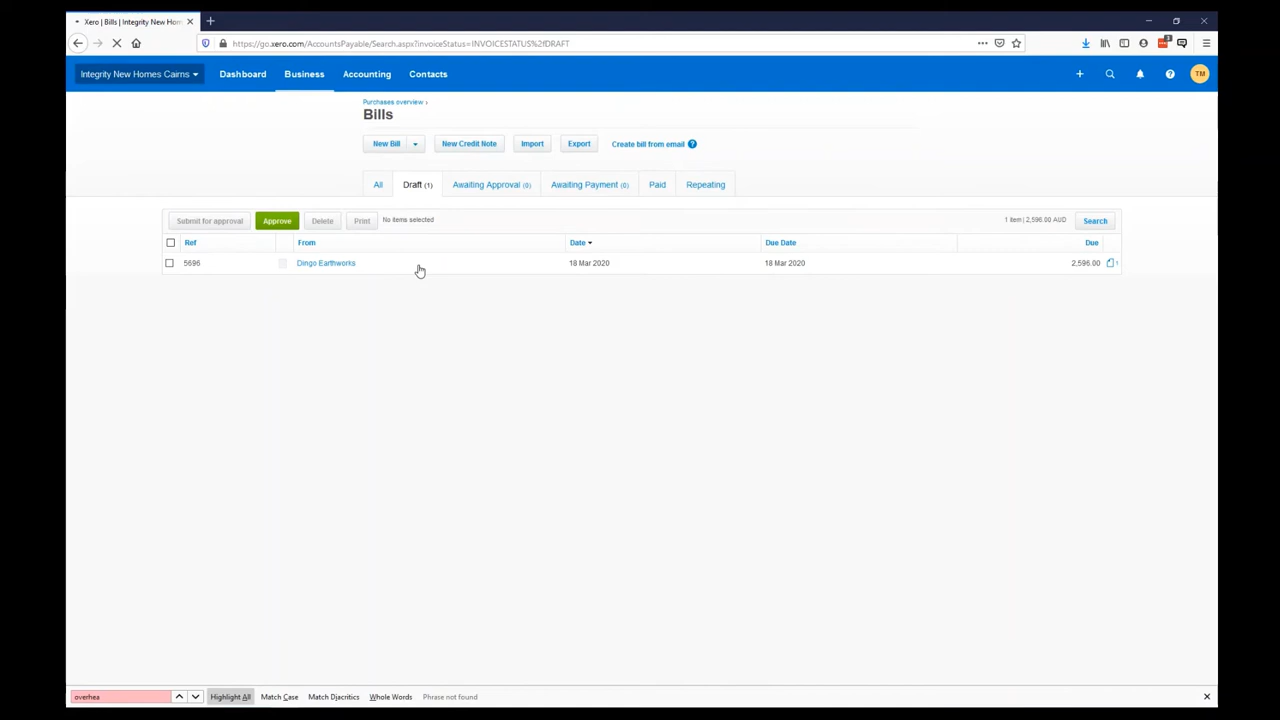 Xero | Bills | Integrity New Hom
https://go.xero.com/AccountsPayable/Search.aspx?invoiceStatus=INVOICESTATUS%2fDRAFT
3
Integrity New Homes Cairns Dashboard Business Accounting Contacts TM
Purchases overview ›
Bills
New Bill New Credit Note Import Export Create bill from email ?
All Draft (1) Awaiting Approval (0) Awaiting Payment (0) Paid Repeating
Submit for approval Approve Delete Print No items selected 1 item | 2,596.00 AUD Search
Ref From Date Due Date Due
5696 Dingo Earthworks 18 Mar 2020 18 Mar 2020 2,596.00 1
overhea Highlight All Match Case Match Diacritics Whole Words Phrase not found